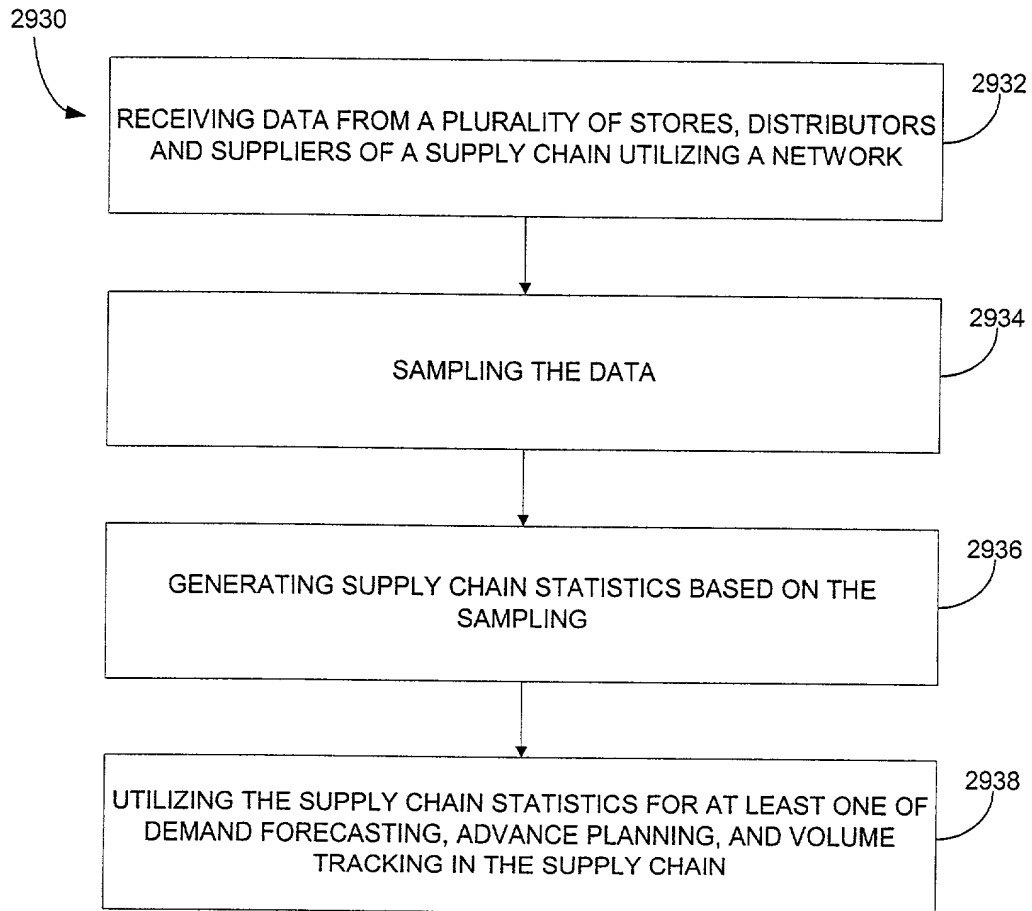 2930
2932
RECEIVING DATA FROM A PLURALITY OF STORES, DISTRIBUTORS
AND SUPPLIERS OF A SUPPLY CHAIN UTILIZING A NETWORK
2934
SAMPLING THE DATA
2936
GENERATING SUPPLY CHAIN STATISTICS BASED ON THE
SAMPLING
2938
UTILIZING THE SUPPLY CHAIN STATISTICS FOR AT LEAST ONE OF
DEMAND FORECASTING, ADVANCE PLANNING, AND VOLUME
TRACKING IN THE SUPPLY CHAIN